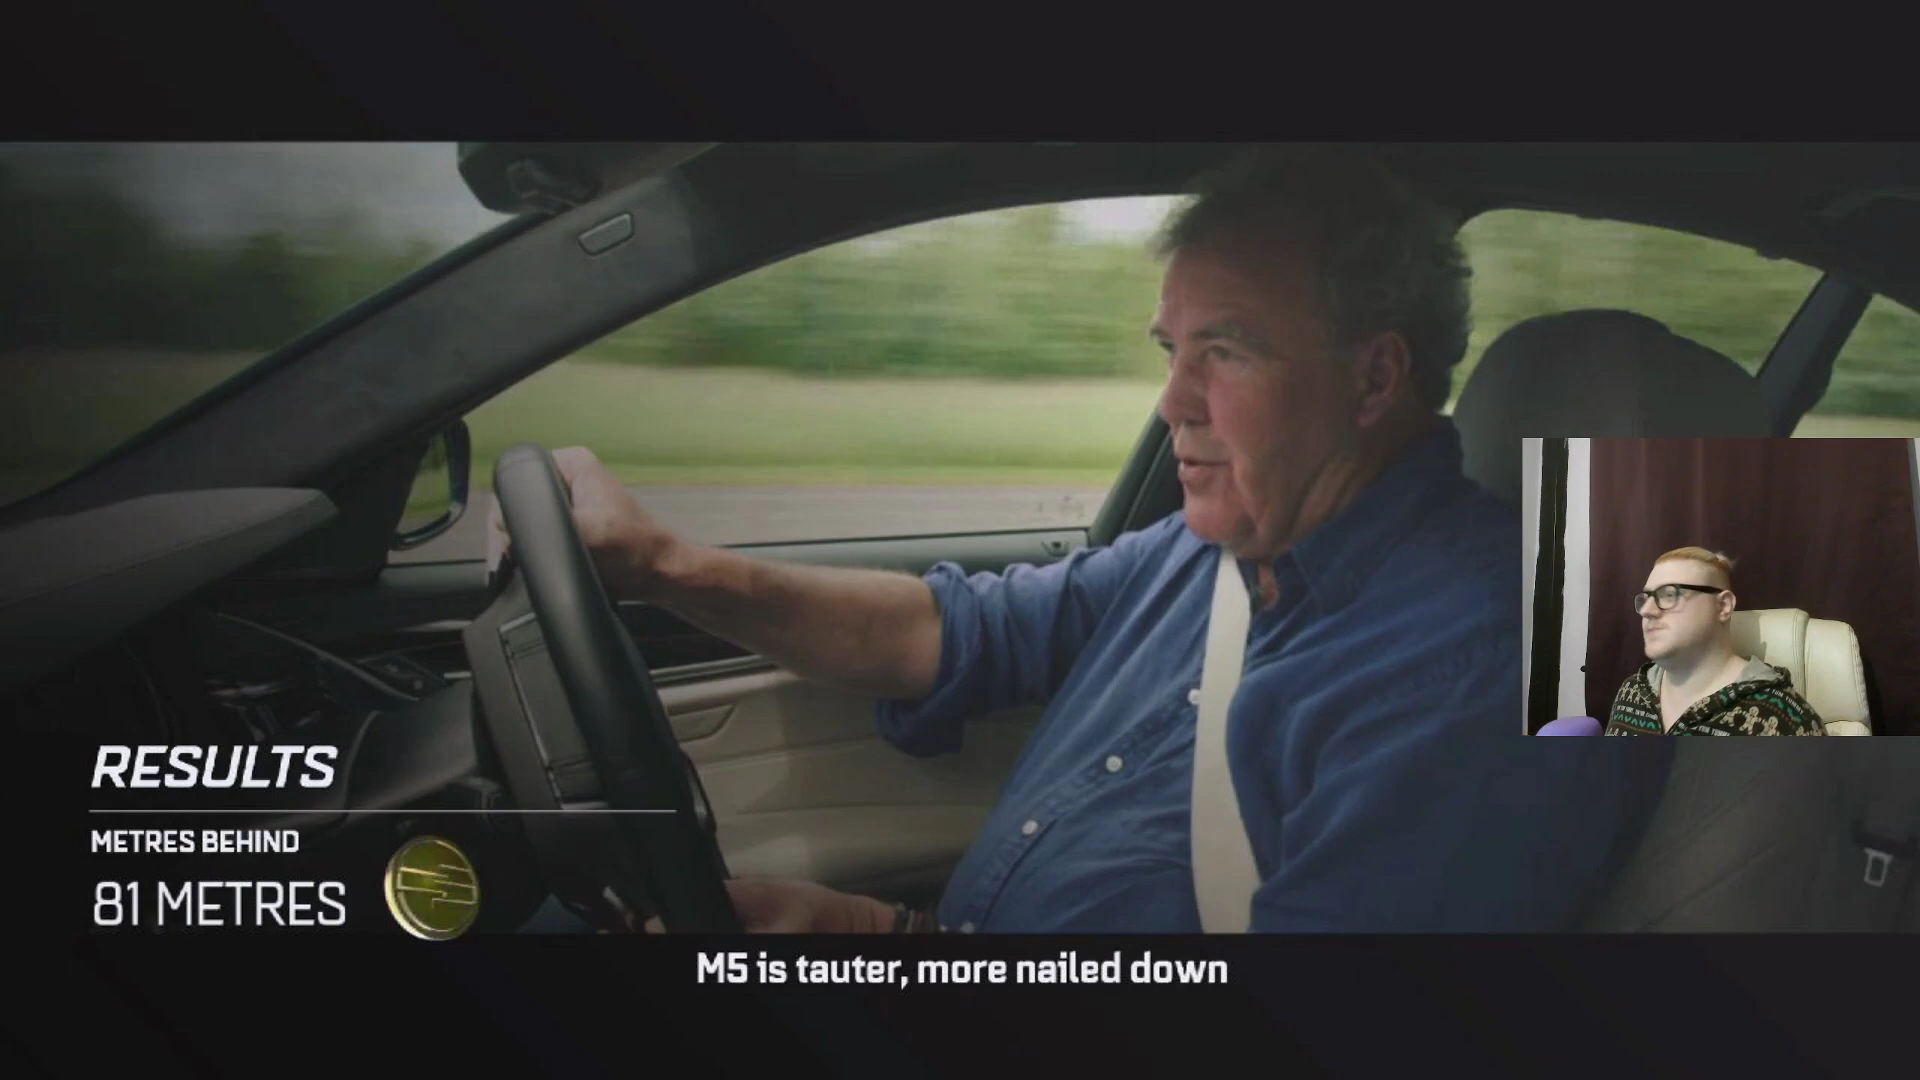 RESULTS
METRES BEHIND
81 METRES
M5 is tauter, more nailed down